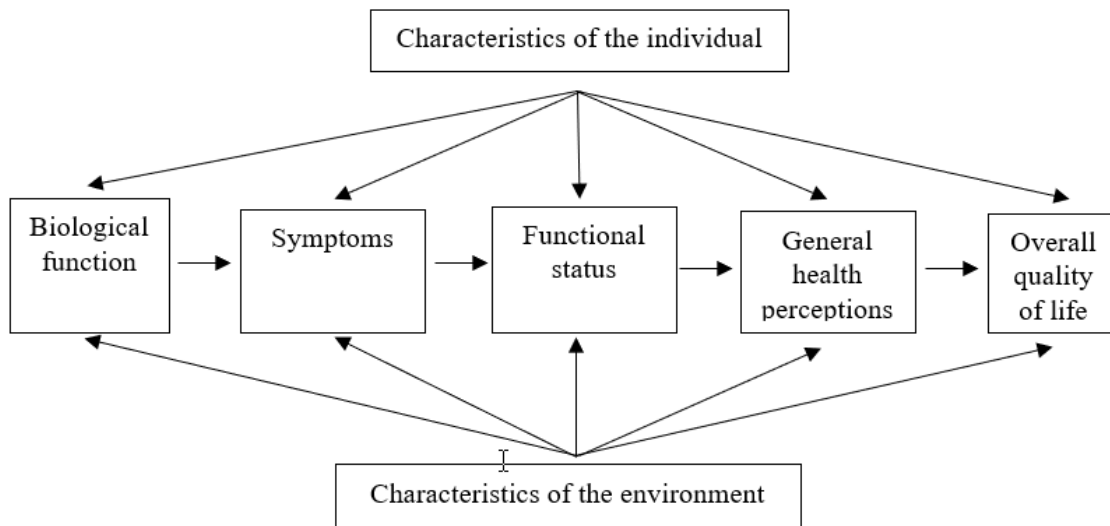 Characteristics of the individual
Biological
function
Symptoms
Functional
status
General
health
perceptions
Overall
quality
of life
Characteristics of the environment